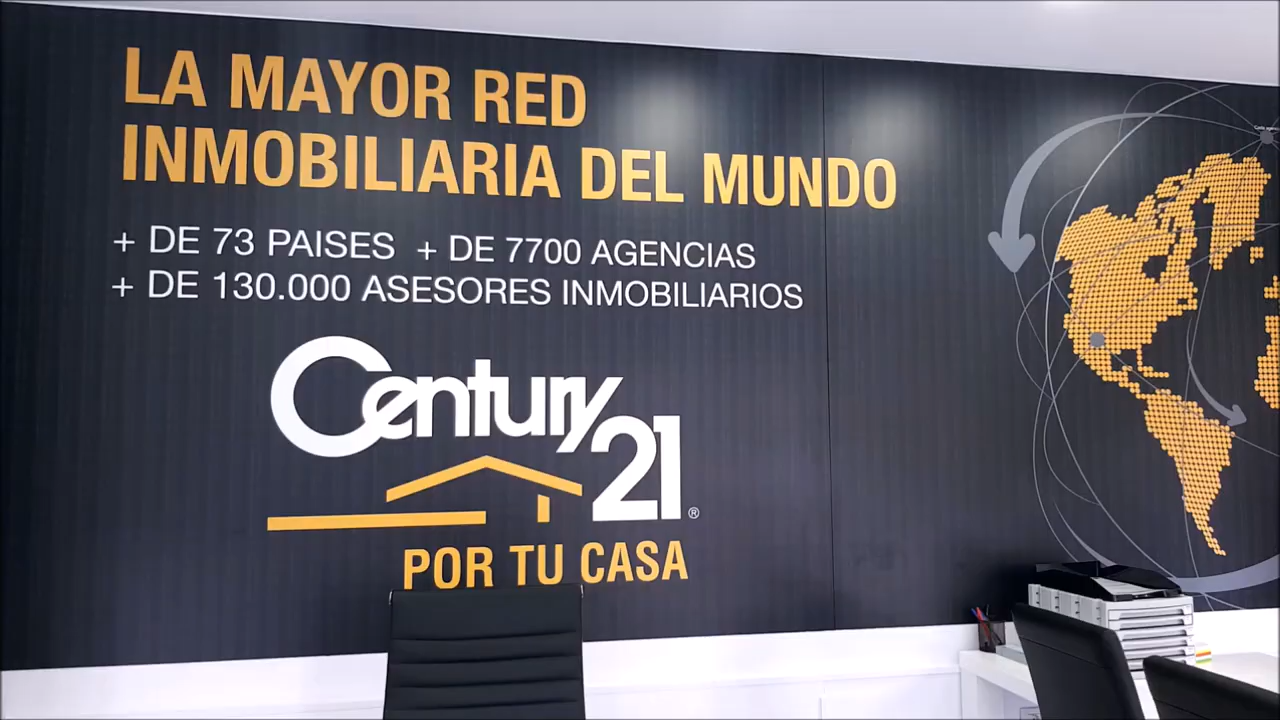 LA MAYOR RED
INMOBILIARIA DEL MUNDO
+ DE 73 PAISES + DE 7700 AGENCIAS
+ DE 130.000 ASESORES INMOBILIARIOS
Century
21®
POR TU CASA